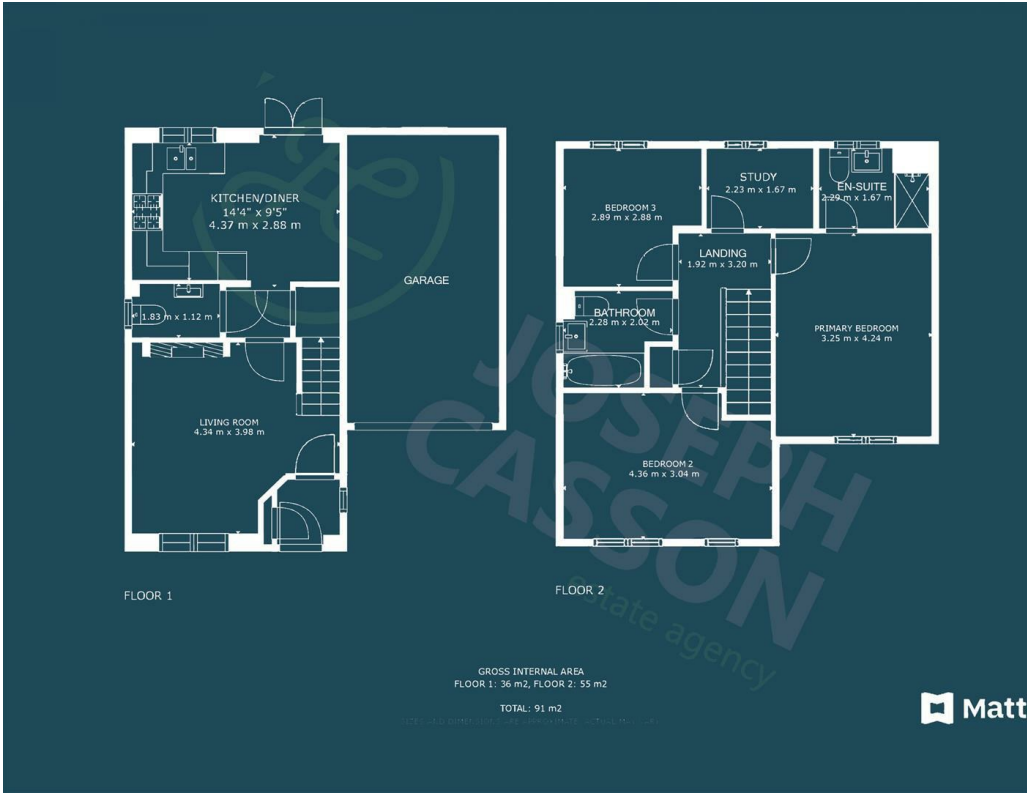 KITCHEN/DINER
14'4" x 9'5"
4.37 m x 2.88 m
GARAGE
1.83 m x 1.12 m
LIVING ROOM
4.34 m x 3.98 m
FLOOR 1
BEDROOM 3
2.89 m x 2.88 m
STUDY
2.23 m x 1.67 m
EN-SUITE
2.29 m x 1.67 m
LANDING
1.92 m x 3.20 m
BATHROOM
2.28 m x 2.02 m
PRIMARY BEDROOM
3.25 m x 4.24 m
BEDROOM 2
4.36 m x 3.04 m
FLOOR 2
JOSEPH
CASSON
estate agency
GROSS INTERNAL AREA
FLOOR 1: 36 m2, FLOOR 2: 55 m2
TOTAL: 91 m2
Matt